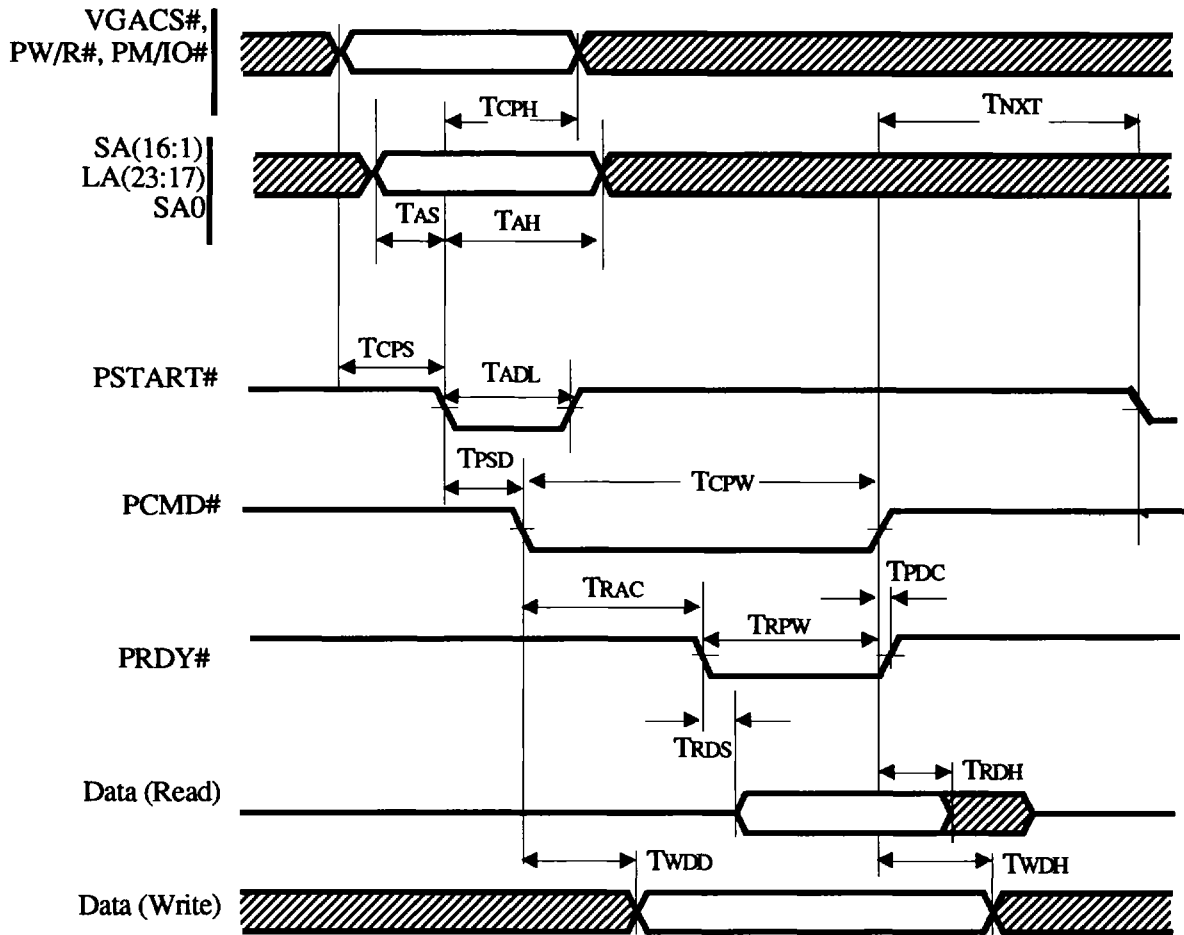 VGACS#,
PW/R#, PM/IO#
TCPH
TNXT
SA(16:1)
LA(23:17)
SA0
TAS
TAH
TCPS
PSTART#
TADL
TPSD
TCPW
PCMD#
TPDC
TRAC
TRPW
PRDY#
TRDS
TRDH
Data (Read)
TWDD
TWDH
Data (Write)